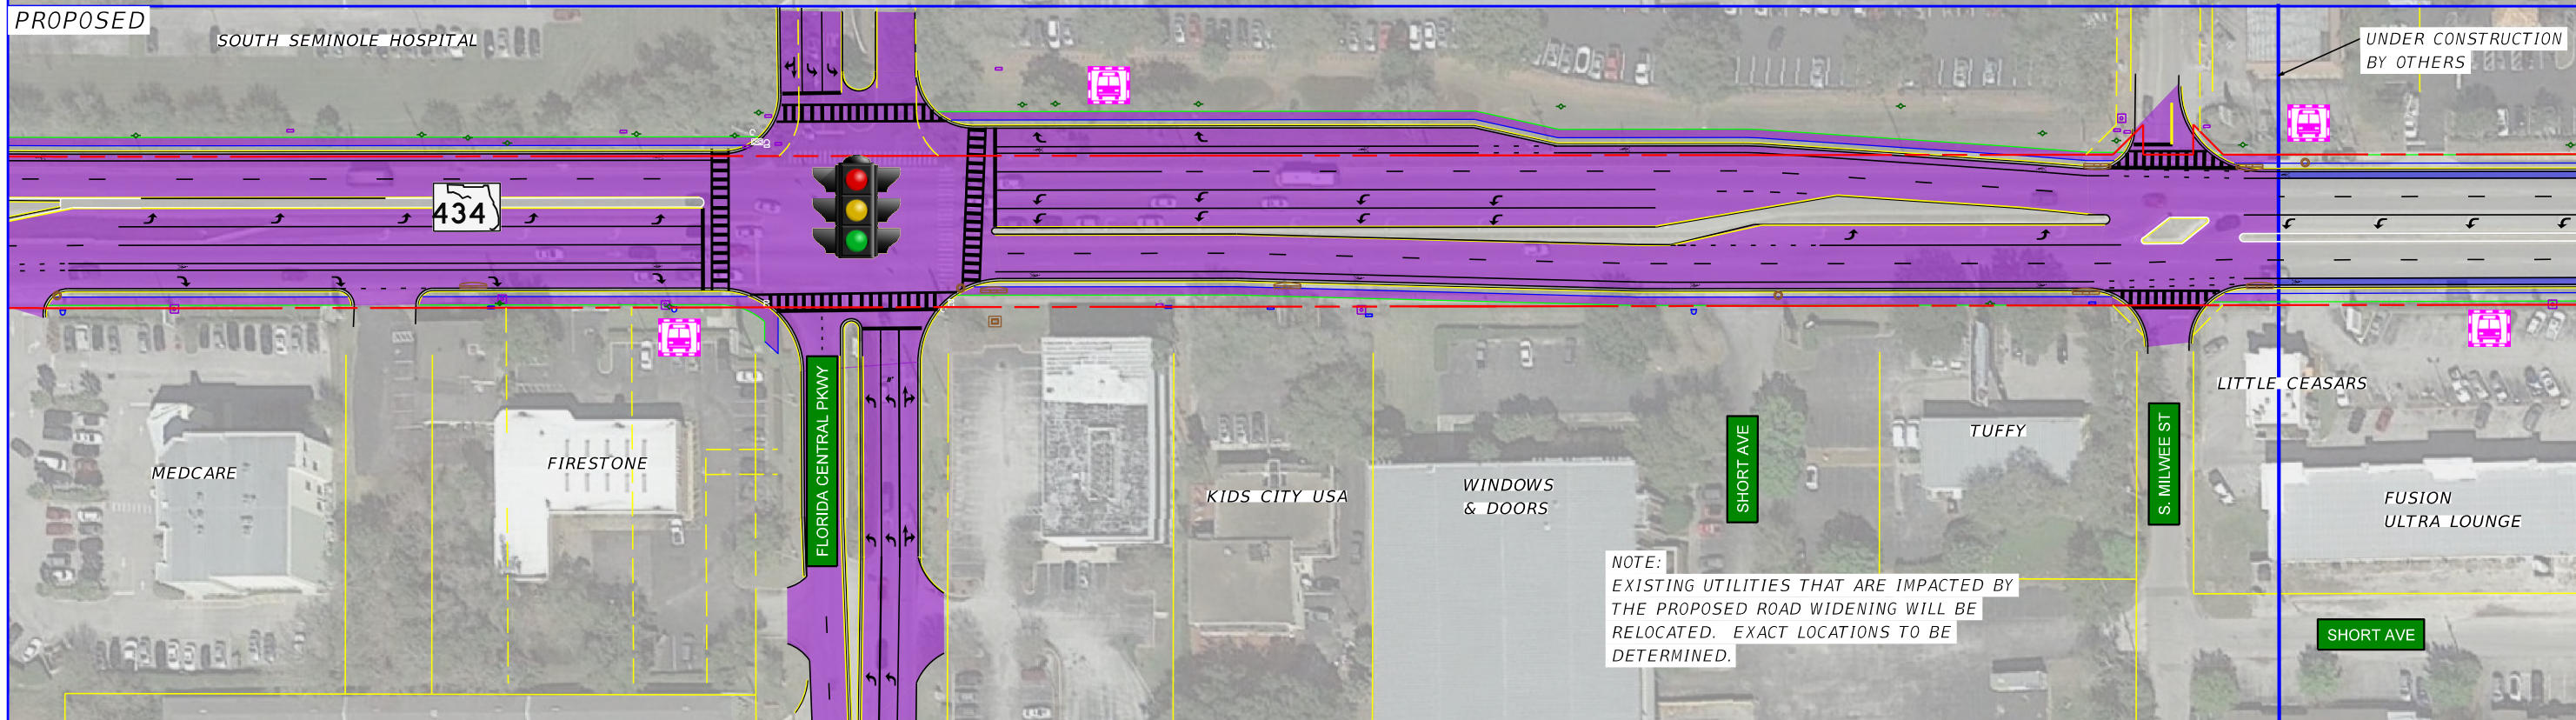 PROPOSED
SOUTH SEMINOLE HOSPITAL
UNDER CONSTRUCTION
BY OTHERS
434
FLORIDA CENTRAL PKWY
MEDCARE
FIRESTONE
KIDS CITY USA
WINDOWS
& DOORS
SHORT AVE
TUFFY
S. MILWEE ST
LITTLE CEASARS
FUSION
ULTRA LOUNGE
NOTE:
EXISTING UTILITIES THAT ARE IMPACTED BY
THE PROPOSED ROAD WIDENING WILL BE
RELOCATED.  EXACT LOCATIONS TO BE
DETERMINED.
SHORT AVE